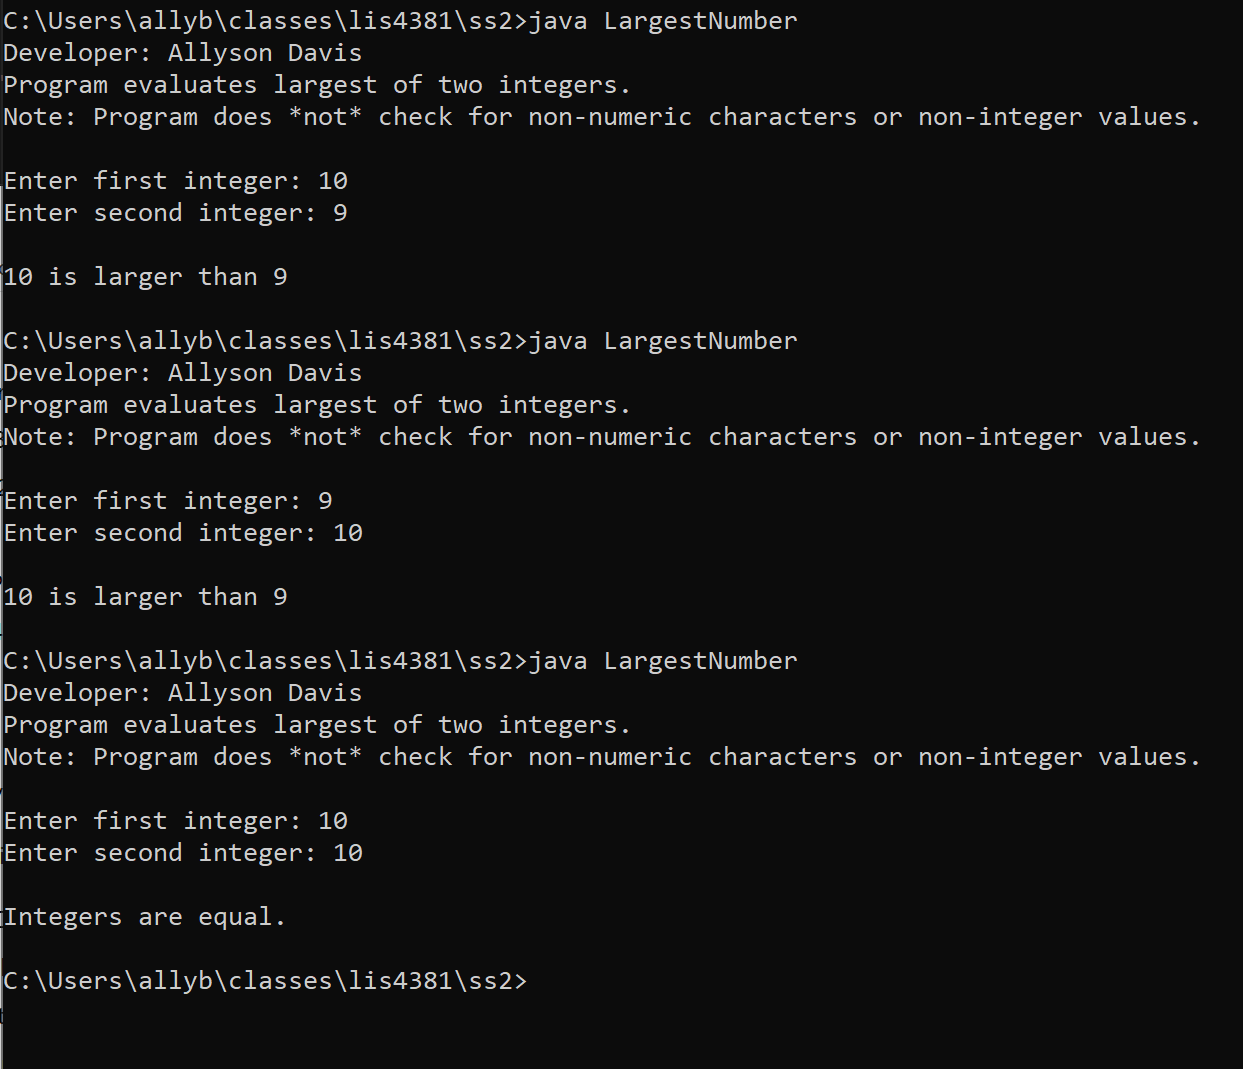 C:\Users\allyb\classes\lis4381\ss2>java LargestNumber
Developer: Allyson Davis
Program evaluates largest of two integers.
Note: Program does *not* check for non-numeric characters or non-integer values.
Enter first integer: 10
Enter second integer: 9
10 is larger than 9
C:\Users\allyb\classes\lis4381\ss2>java LargestNumber
Developer: Allyson Davis
Program evaluates largest of two integers.
Note: Program does *not* check for non-numeric characters or non-integer values.
Enter first integer: 9
Enter second integer: 10
10 is larger than 9
C:\Users\allyb\classes\lis4381\ss2>java LargestNumber
Developer: Allyson Davis
Program evaluates largest of two integers.
Note: Program does *not* check for non-numeric characters or non-integer values.
Enter first integer: 10
Enter second integer: 10
Integers are equal.
C:\Users\allyb\classes\lis4381\ss2>